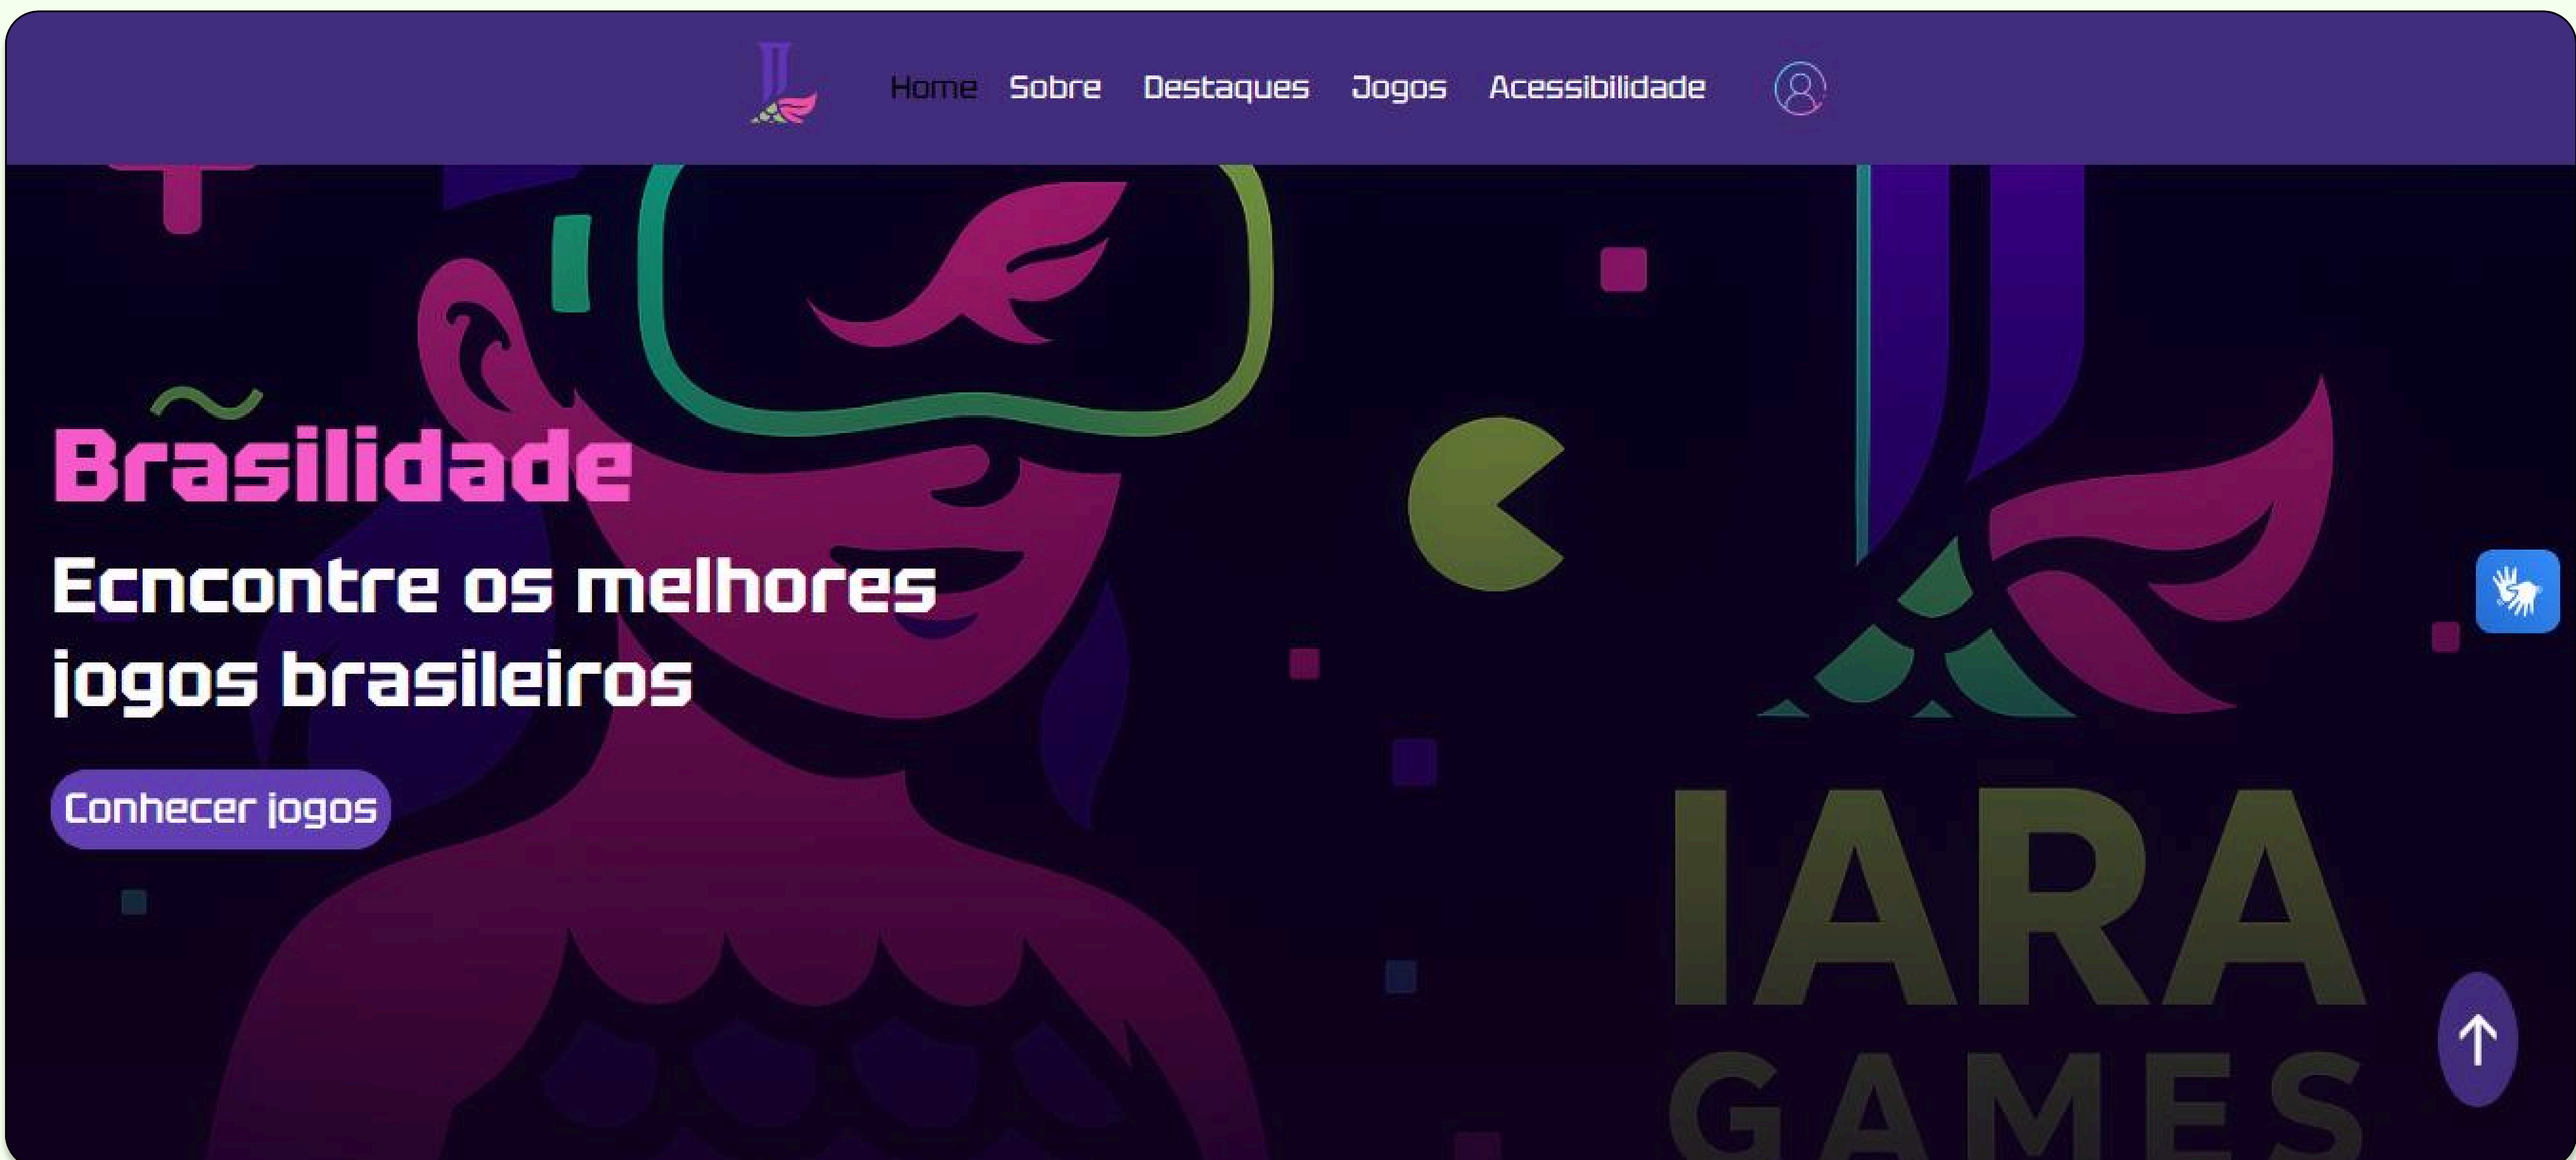 Home Sobre Destaques Jogos Acessibilidade
Brasilidade
Ecncontre os melhores
jogos brasileiros
Conhecer jogos
IARA
GAMES